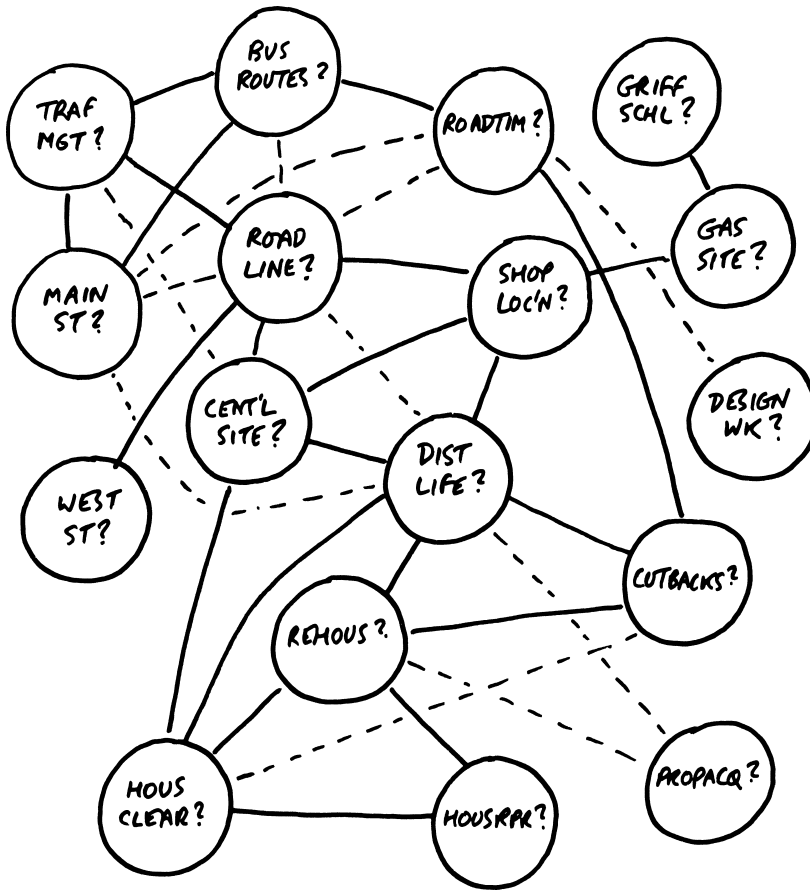 BUS
ROUTES?
TRAF
MGT?
ROADTIM?
GRIFF
SCHL?
ROAD
LINE?
GAS
SITE?
MAIN
ST?
SHOP
LOC'N?
CENT'L
SITE?
DESIGN
WK?
DIST
LIFE?
WEST
ST?
CUTBACKS?
REHOUS?
HOUS
CLEAR?
HOUSRPR?
PROPACQ?